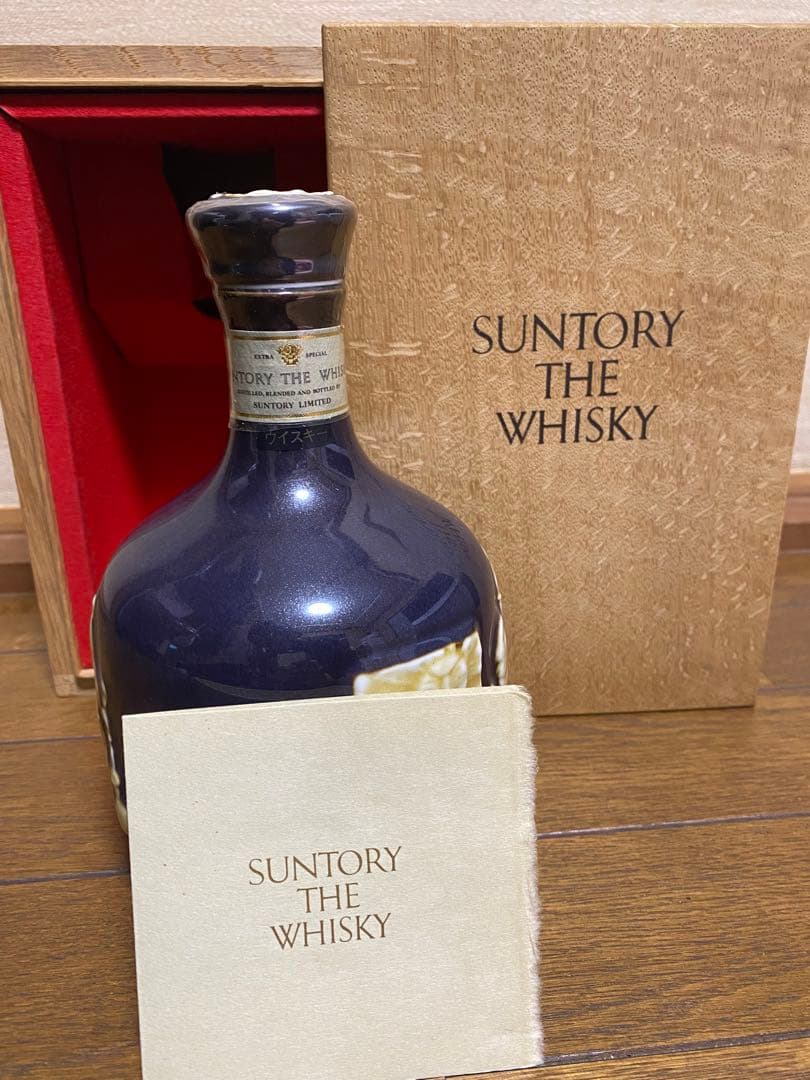 SUNTORY
THE
WHISKY
EXTRA SPECIAL
NTORY THE WHIS
DISTILLED, BLENDED AND BOTTLED BY
SUNTORY LIMITED
ウイスキー
SUNTORY
THE
WHISKY